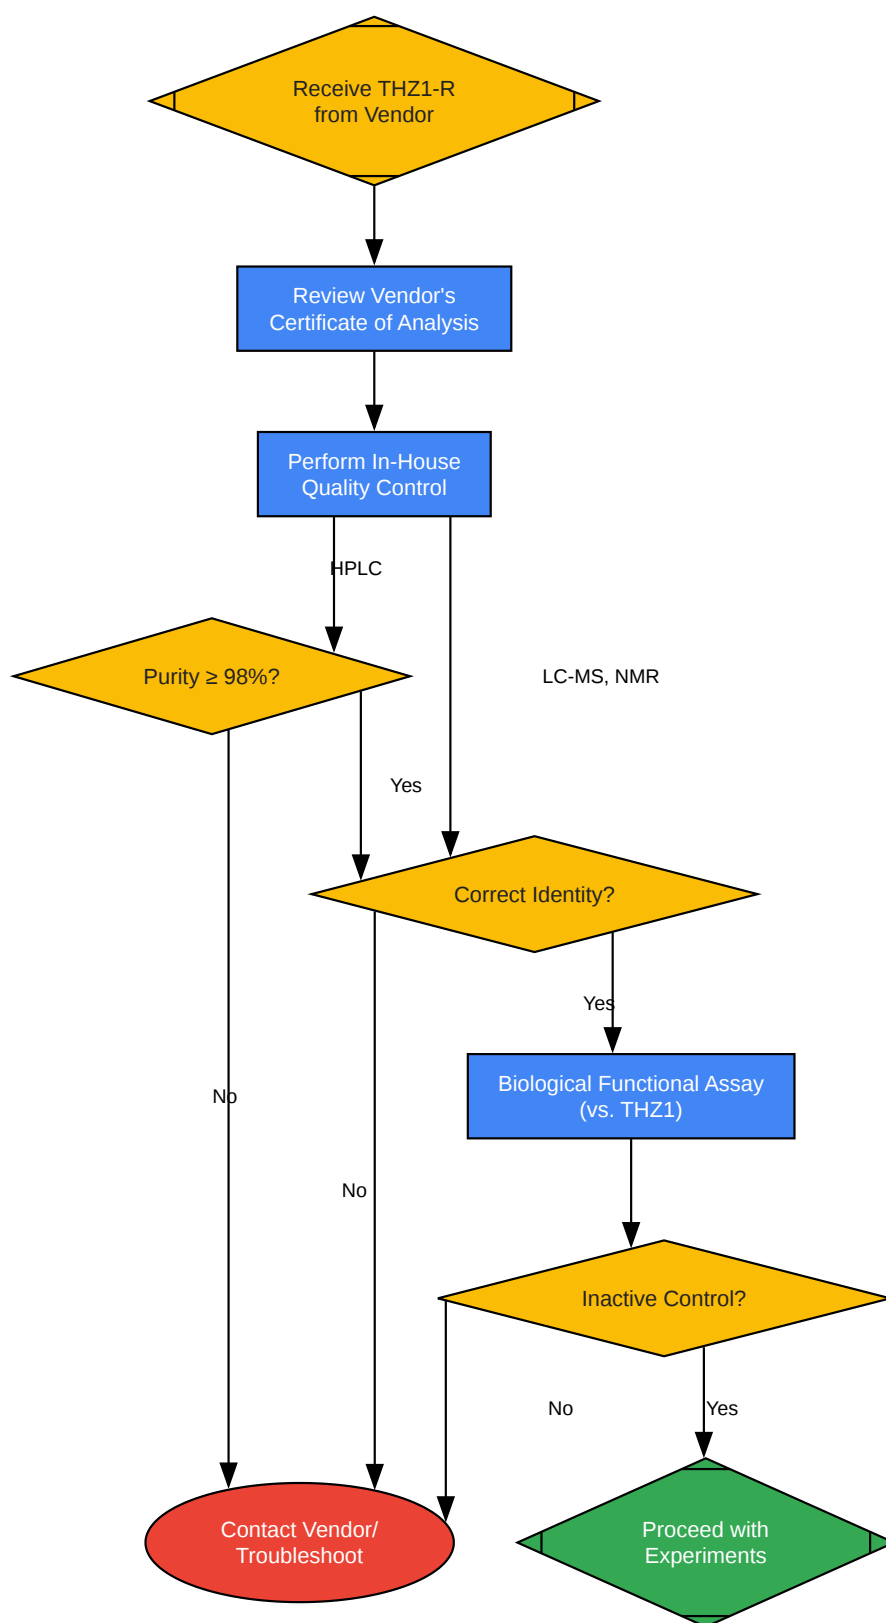 Receive THZ1-R
from Vendor
Review Vendor's
Certificate of Analysis
Perform In-House
Quality Control
HPLC
Purity ≥ 98%?
LC-MS, NMR
Yes
Correct Identity?
Yes
Biological Functional Assay
(vs. THZ1)
No
No
Inactive Control?
No
Yes
Contact Vendor/
Troubleshoot
Proceed with
Experiments